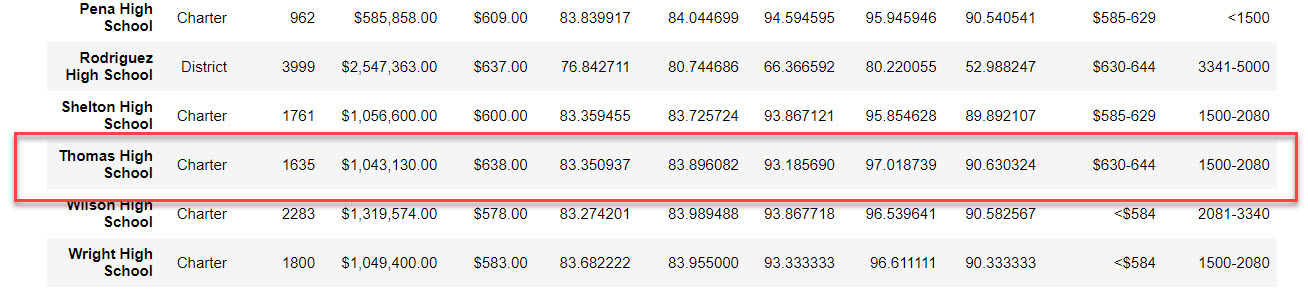 Pena High School Charter 962 $585,858.00 $609.00 83.839917 84.044699 94.594595 95.945946 90.540541 $585-629 <1500
Rodriguez High School District 3999 $2,547,363.00 $637.00 76.842711 80.744686 66.366592 80.220055 52.988247 $630-644 3341-5000
Shelton High School Charter 1761 $1,056,600.00 $600.00 83.359455 83.725724 93.867121 95.854628 89.892107 $585-629 1500-2080
Thomas High School Charter 1635 $1,043,130.00 $638.00 83.350937 83.896082 93.185690 97.018739 90.630324 $630-644 1500-2080
Wilson High School Charter 2283 $1,319,574.00 $578.00 83.274201 83.989488 93.867718 96.539641 90.582567 <$584 2081-3340
Wright High School Charter 1800 $1,049,400.00 $583.00 83.682222 83.955000 93.333333 96.611111 90.333333 <$584 1500-2080